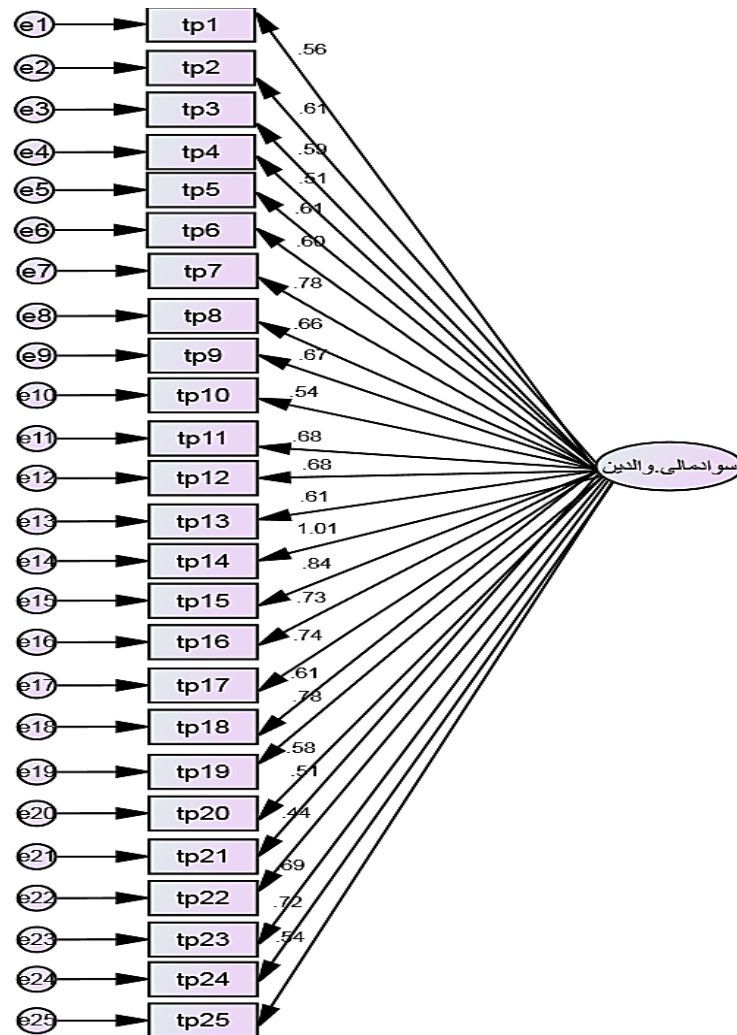 e1 tp1
.56
e2 tp2
.61
e3 tp3
.59
e4 tp4
.51
e5 tp5
.61
e6 tp6
.60
e7 tp7
.78
e8 tp8
.66
e9 tp9
.67
e10 tp10
.54
e11 tp11
.68
سوادمالی.والدین
e12 tp12
.68
e13 tp13
.61
1.01
e14 tp14
.84
e15 tp15
.73
e16 tp16
.74
e17 tp17
.61
.78
e18 tp18
.58
e19 tp19
.51
e20 tp20
.44
e21 tp21
.69
e22 tp22
.72
e23 tp23
.54
e24 tp24
e25 tp25